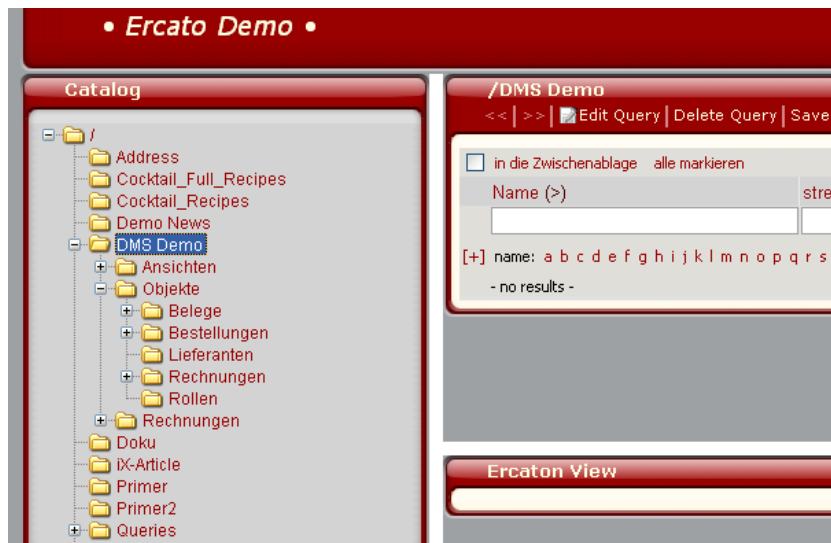 • Ercato Demo •
Catalog
/
Address
Cocktail_Full_Recipes
Cocktail_Recipes
Demo News
DMS Demo
Ansichten
Objekte
Belege
Bestellungen
Lieferanten
Rechnungen
Rollen
Rechnungen
Doku
iX-Article
Primer
Primer2
Queries
/DMS Demo
<< | >> | Edit Query | Delete Query | Save
in die Zwischenablage alle markieren
Name (>) stre
[+] name: a b c d e f g h i j k l m n o p q r s
- no results -
Ercaton View